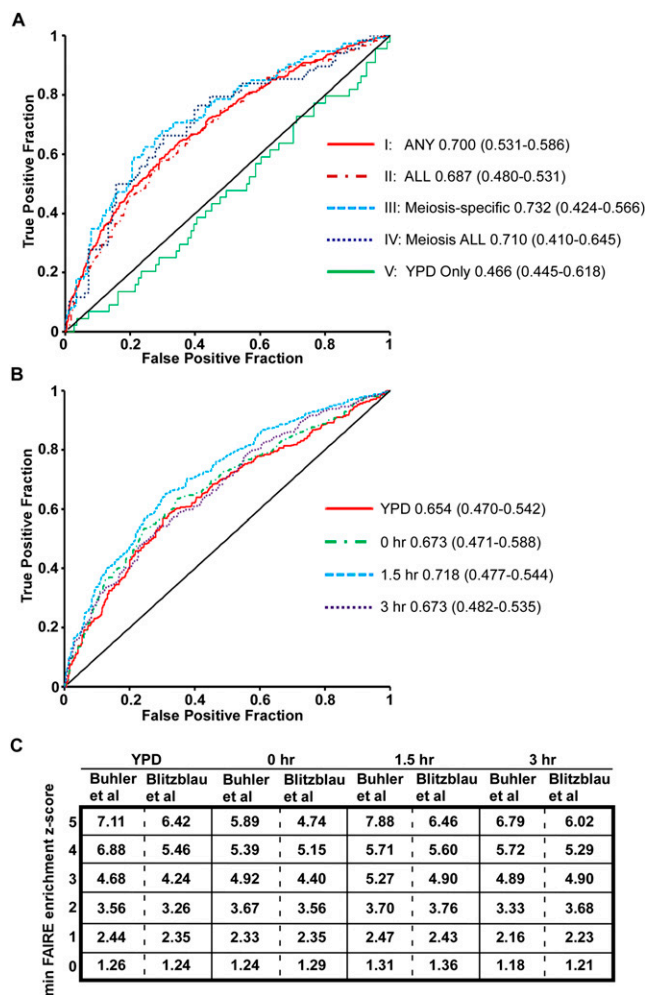 A
1
0.8
0.6
0.4
0.2
0
True Positive Fraction
0 0.2 0.4 0.6 0.8 1
False Positive Fraction
I: ANY 0.700 (0.531-0.586)
II: ALL 0.687 (0.480-0.531)
III: Meiosis-specific 0.732 (0.424-0.566)
IV: Meiosis ALL 0.710 (0.410-0.645)
V: YPD Only 0.466 (0.445-0.618)
B
1
0.8
0.6
0.4
0.2
0
True Positive Fraction
0 0.2 0.4 0.6 0.8 1
False Positive Fraction
YPD 0.654 (0.470-0.542)
0 hr 0.673 (0.471-0.588)
1.5 hr 0.718 (0.477-0.544)
3 hr 0.673 (0.482-0.535)
C
YPD 0 hr 1.5 hr 3 hr
Buhler Blitzblau Buhler Blitzblau Buhler Blitzblau Buhler Blitzblau
et al et al et al et al et al et al et al et al
min FAIRE enrichment z-score
5 7.11 6.42 5.89 4.74 7.88 6.46 6.79 6.02
4 6.88 5.46 5.39 5.15 5.71 5.60 5.72 5.29
3 4.68 4.24 4.92 4.40 5.27 4.90 4.89 4.90
2 3.56 3.26 3.67 3.56 3.70 3.76 3.33 3.68
1 2.44 2.35 2.33 2.35 2.47 2.43 2.16 2.23
0 1.26 1.24 1.24 1.29 1.31 1.36 1.18 1.21